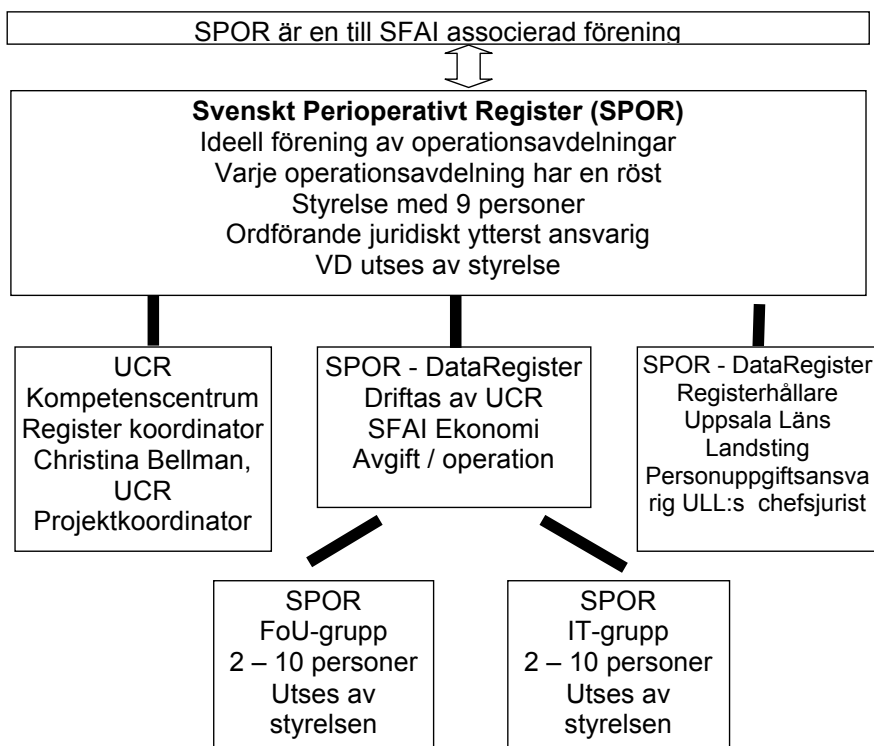 SPOR är en till SFAI associerad förening
Svenskt Perioperativt Register (SPOR)
Ideell förening av operationsavdelningar
Varje operationsavdelning har en röst
Styrelse med 9 personer
Ordförande juridiskt ytterst ansvarig
VD utses av styrelse
UCR
Kompetenscentrum
Register koordinator
Christina Bellman,
UCR
Projektkoordinator
SPOR - DataRegister
Driftas av UCR
SFAI Ekonomi
Avgift / operation
SPOR - DataRegister
Registerhållare
Uppsala Läns
Landsting
Personuppgiftsansva
rig ULL:s chefsjurist
SPOR
FoU-grupp
2 – 10 personer
Utses av
styrelsen
SPOR
IT-grupp
2 – 10 personer
Utses av
styrelsen